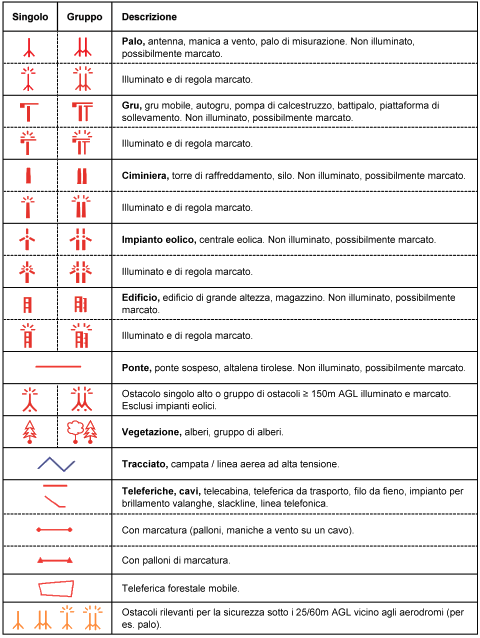 Singolo Gruppo Descrizione
Palo, antenna, manica a vento, palo di misurazione. Non illuminato,
possibilmente marcato.
Illuminato e di regola marcato.
Gru, gru mobile, autogru, pompa di calcestruzzo, battipalo, piattaforma di
sollevamento. Non illuminato, possibilmente marcato.
Illuminato e di regola marcato.
Ciminiera, torre di raffreddamento, silo. Non illuminato, possibilmente marcato.
Illuminato e di regola marcato.
Impianto eolico, centrale eolica. Non illuminato, possibilmente marcato.
Illuminato e di regola marcato.
Edificio, edificio di grande altezza, magazzino. Non illuminato, possibilmente
marcato.
Illuminato e di regola marcato.
Ponte, ponte sospeso, altalena tirolese. Non illuminato, possibilmente marcato.
Ostacolo singolo alto o gruppo di ostacoli ≥ 150m AGL illuminato e marcato.
Esclusi impianti eolici.
Vegetazione, alberi, gruppo di alberi.
Tracciato, campata / linea aerea ad alta tensione.
Teleferiche, cavi, telecabina, teleferica da trasporto, filo da fieno, impianto per
brillamento valanghe, slackline, linea telefonica.
Con marcatura (palloni, maniche a vento su un cavo).
Con palloni di marcatura.
Teleferica forestale mobile.
Ostacoli rilevanti per la sicurezza sotto i 25/60m AGL vicino agli aerodromi (per
es. palo).